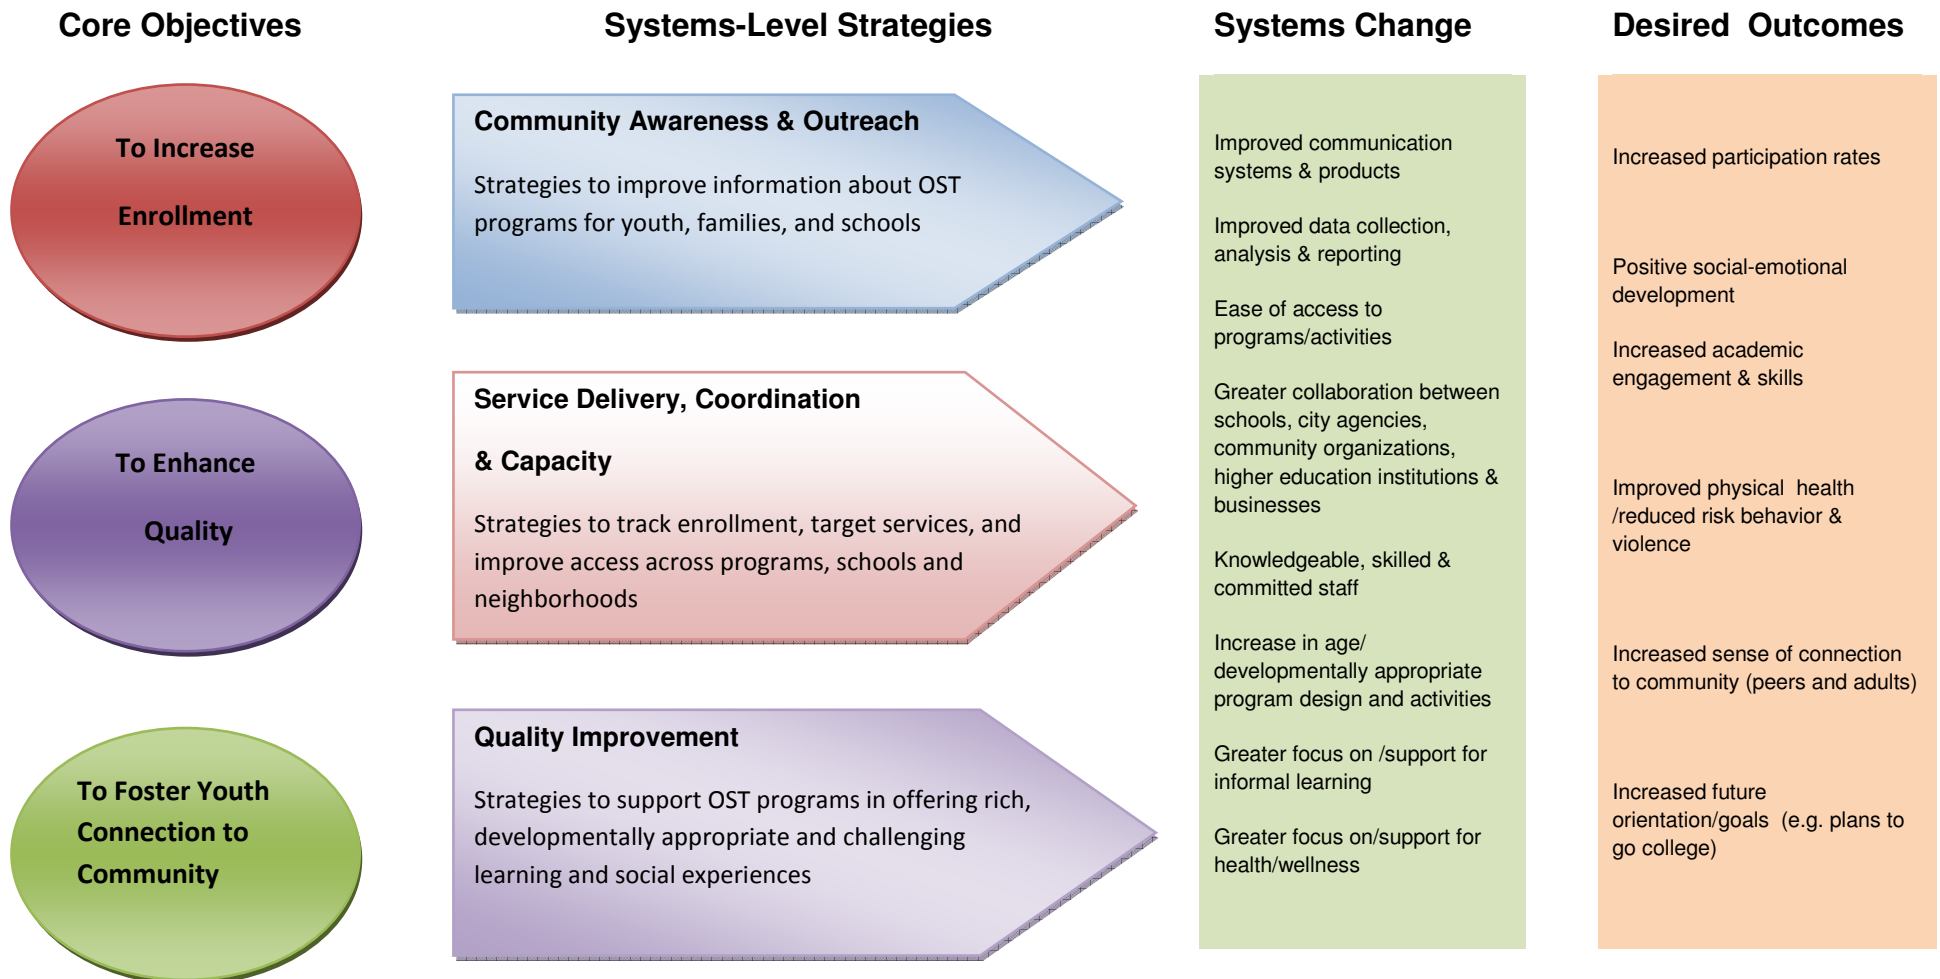 Core Objectives
Systems-Level Strategies
Systems Change
Desired  Outcomes
To Increase
Enrollment
To Enhance
Quality
To Foster Youth
Connection to
Community
Community Awareness & Outreach
Strategies to improve information about OST
programs for youth, families, and schools
Service Delivery, Coordination
& Capacity
Strategies to track enrollment, target services, and
improve access across programs, schools and
neighborhoods
Quality Improvement
Strategies to support OST programs in offering rich,
developmentally appropriate and challenging
learning and social experiences
Improved communication
systems & products
Improved data collection,
analysis & reporting
Ease of access to
programs/activities
Greater collaboration between
schools, city agencies,
community organizations,
higher education institutions &
businesses
Knowledgeable, skilled &
committed staff
Increase in age/
developmentally appropriate
program design and activities
Greater focus on /support for
informal learning
Greater focus on/support for
health/wellness
Increased participation rates
Positive social-emotional
development
Increased academic
engagement & skills
Improved physical  health
/reduced risk behavior &
violence
Increased sense of connection
to community (peers and adults)
Increased future
orientation/goals  (e.g. plans to
go college)